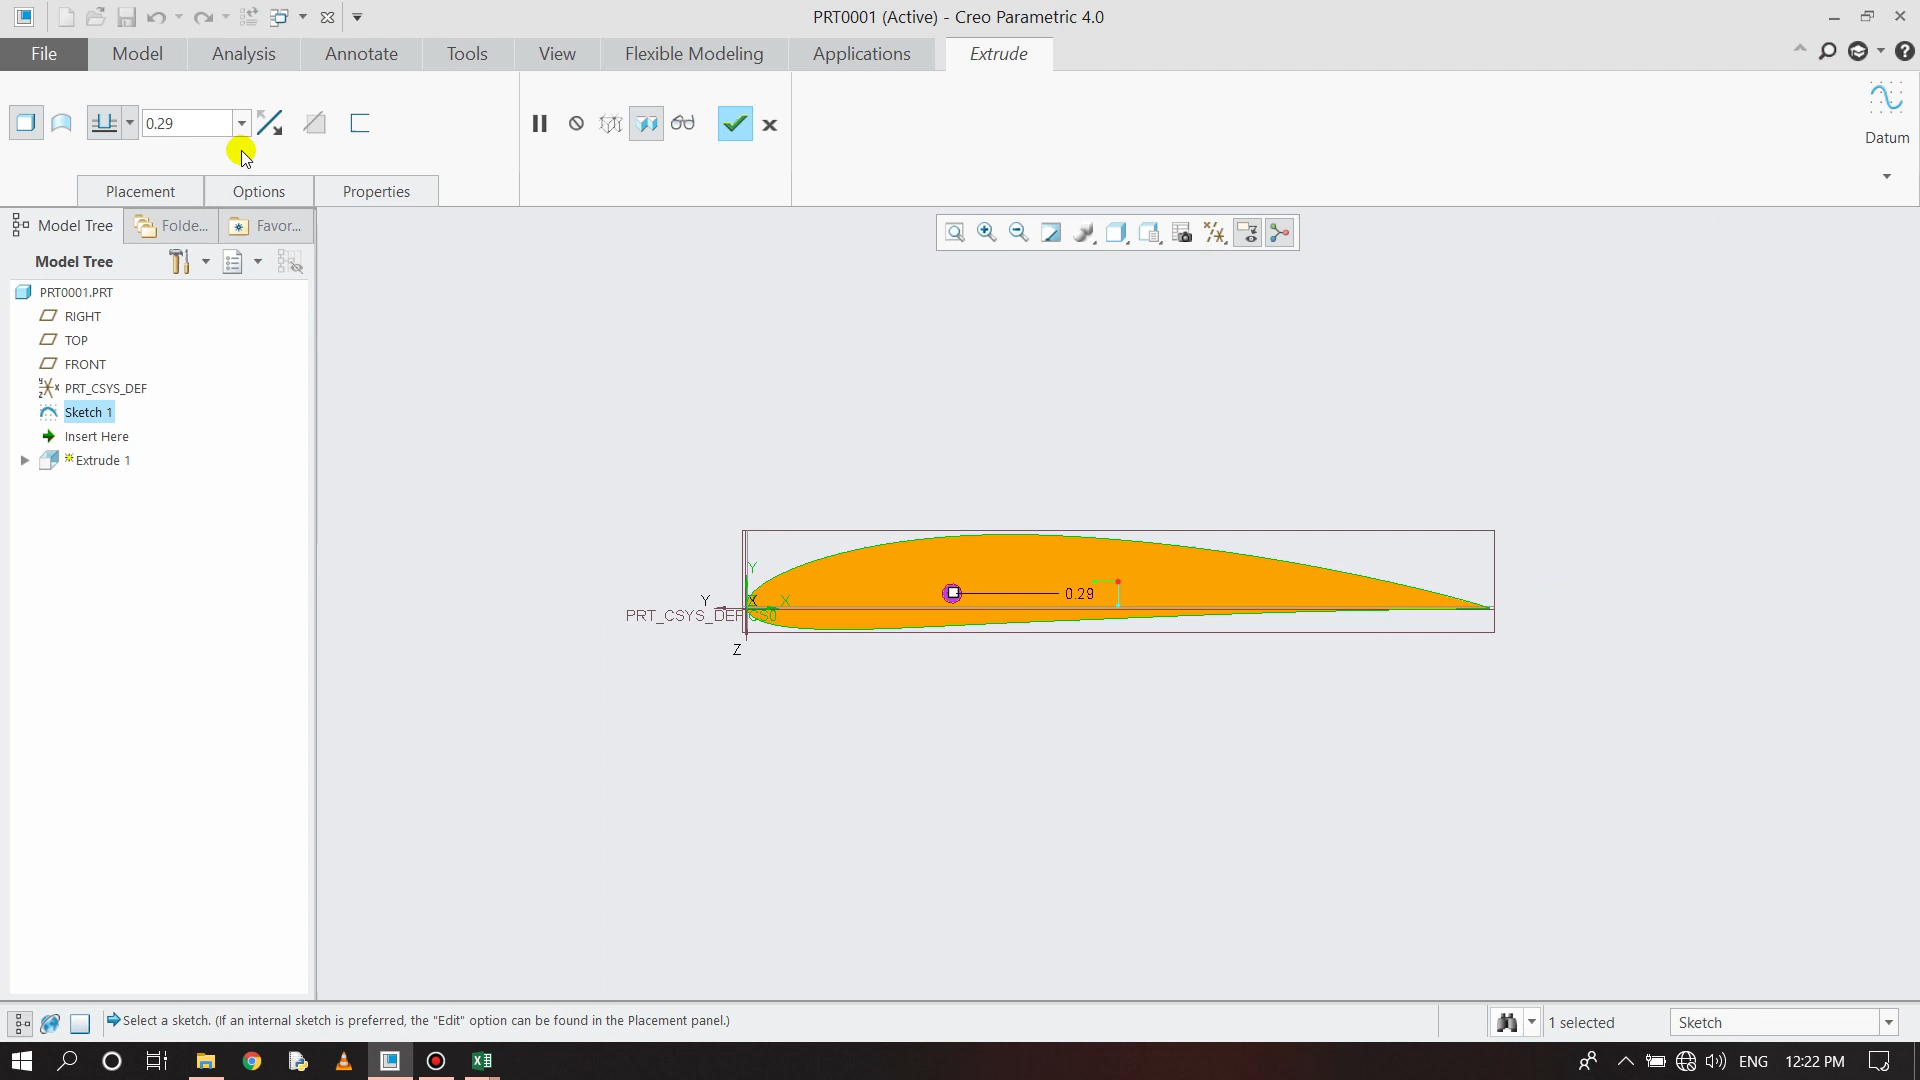 PRT0001 (Active) - Creo Parametric 4.0
File
Model
Analysis
Annotate
Tools
View
Flexible Modeling
Applications
Extrude
0.29
Datum
Placement
Options
Properties
Model Tree
Folde...
Favor...
Model Tree
PRT0001.PRT
RIGHT
TOP
FRONT
PRT_CSYS_DEF
Sketch 1
Insert Here
Extrude 1
Y
0.29
Y
X
X
PRT_CSYS_DEF
Z
Select a sketch. (If an internal sketch is preferred, the "Edit" option can be found in the Placement panel.)
1 selected
Sketch
ENG
12:22 PM